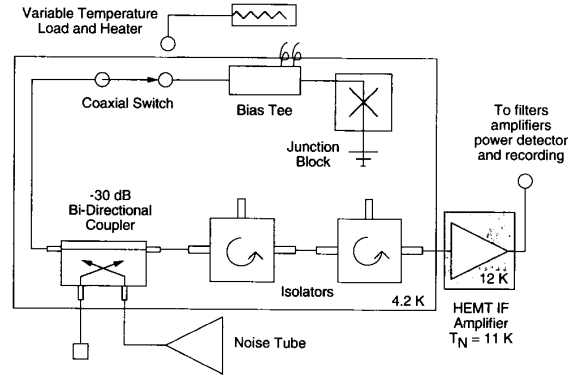 Variable Temperature
Load and Heater
Coaxial Switch
Bias Tee
Junction
Block
To filters
amplifiers
power detector
and recording
-30 dB
Bi-Directional
Coupler
Isolators
4.2 K
12 K
HEMT IF
Amplifier
TN = 11 K
Noise Tube